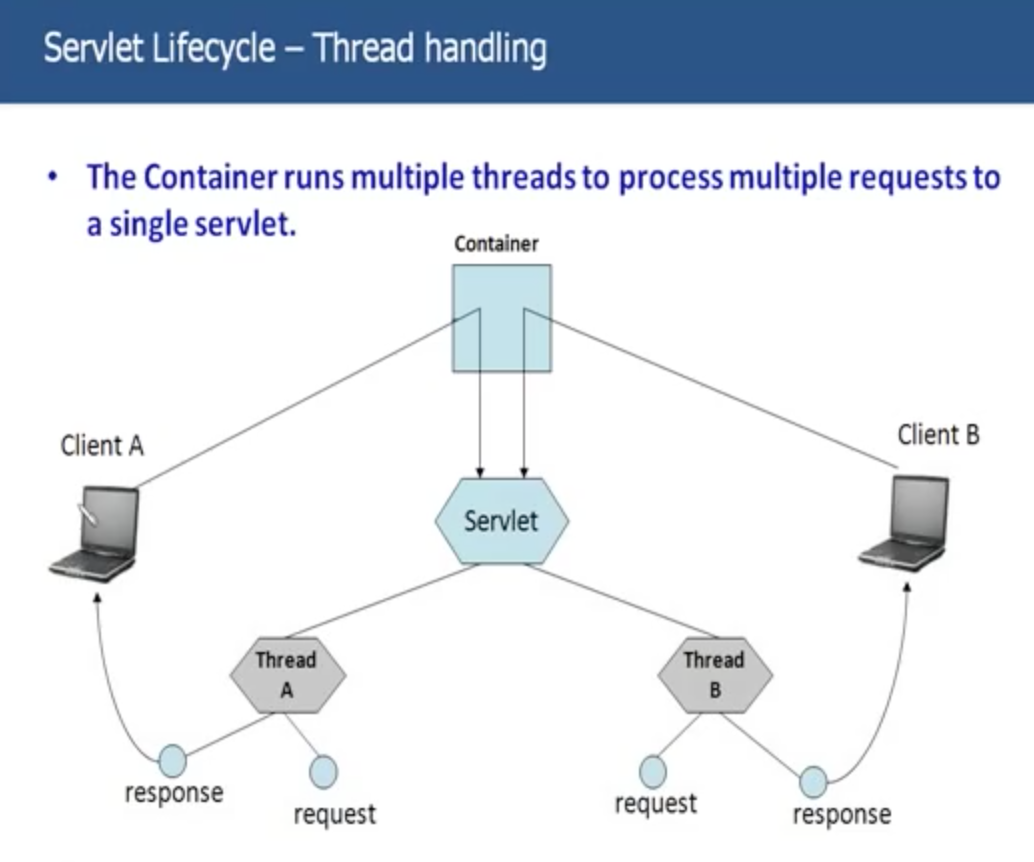 Servlet Lifecycle – Thread handling
• The Container runs multiple threads to process multiple requests to
a single servlet.
Container
Client A
Client B
Servlet
Thread
A
Thread
B
response
request
request
response